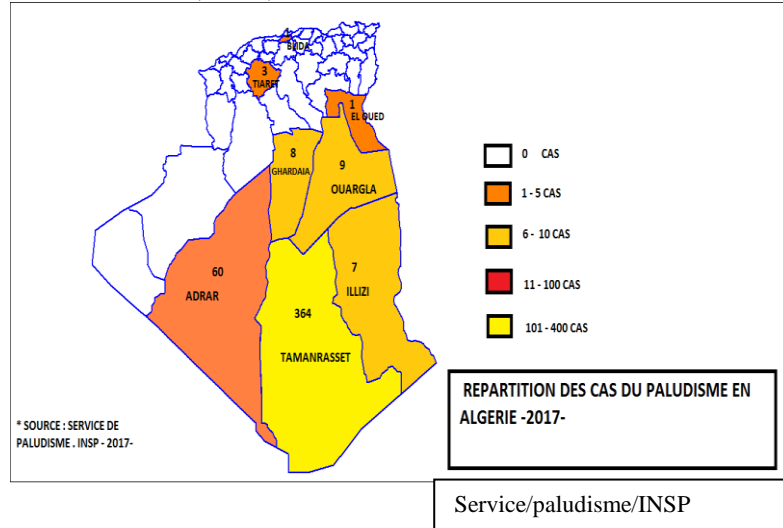 1
BLIDA
3
TIARET
1
EL OUED
8
GHARDAIA
9
OUARGLA
60
ADRAR
7
ILLIZI
364
TAMANRASSET
0 CAS
1 - 5 CAS
6 - 10 CAS
11 - 100 CAS
101 - 400 CAS
REPARTITION DES CAS DU PALUDISME EN
ALGERIE -2017-
* SOURCE : SERVICE DE
PALUDISME . INSP - 2017-
Service/paludisme/INSP